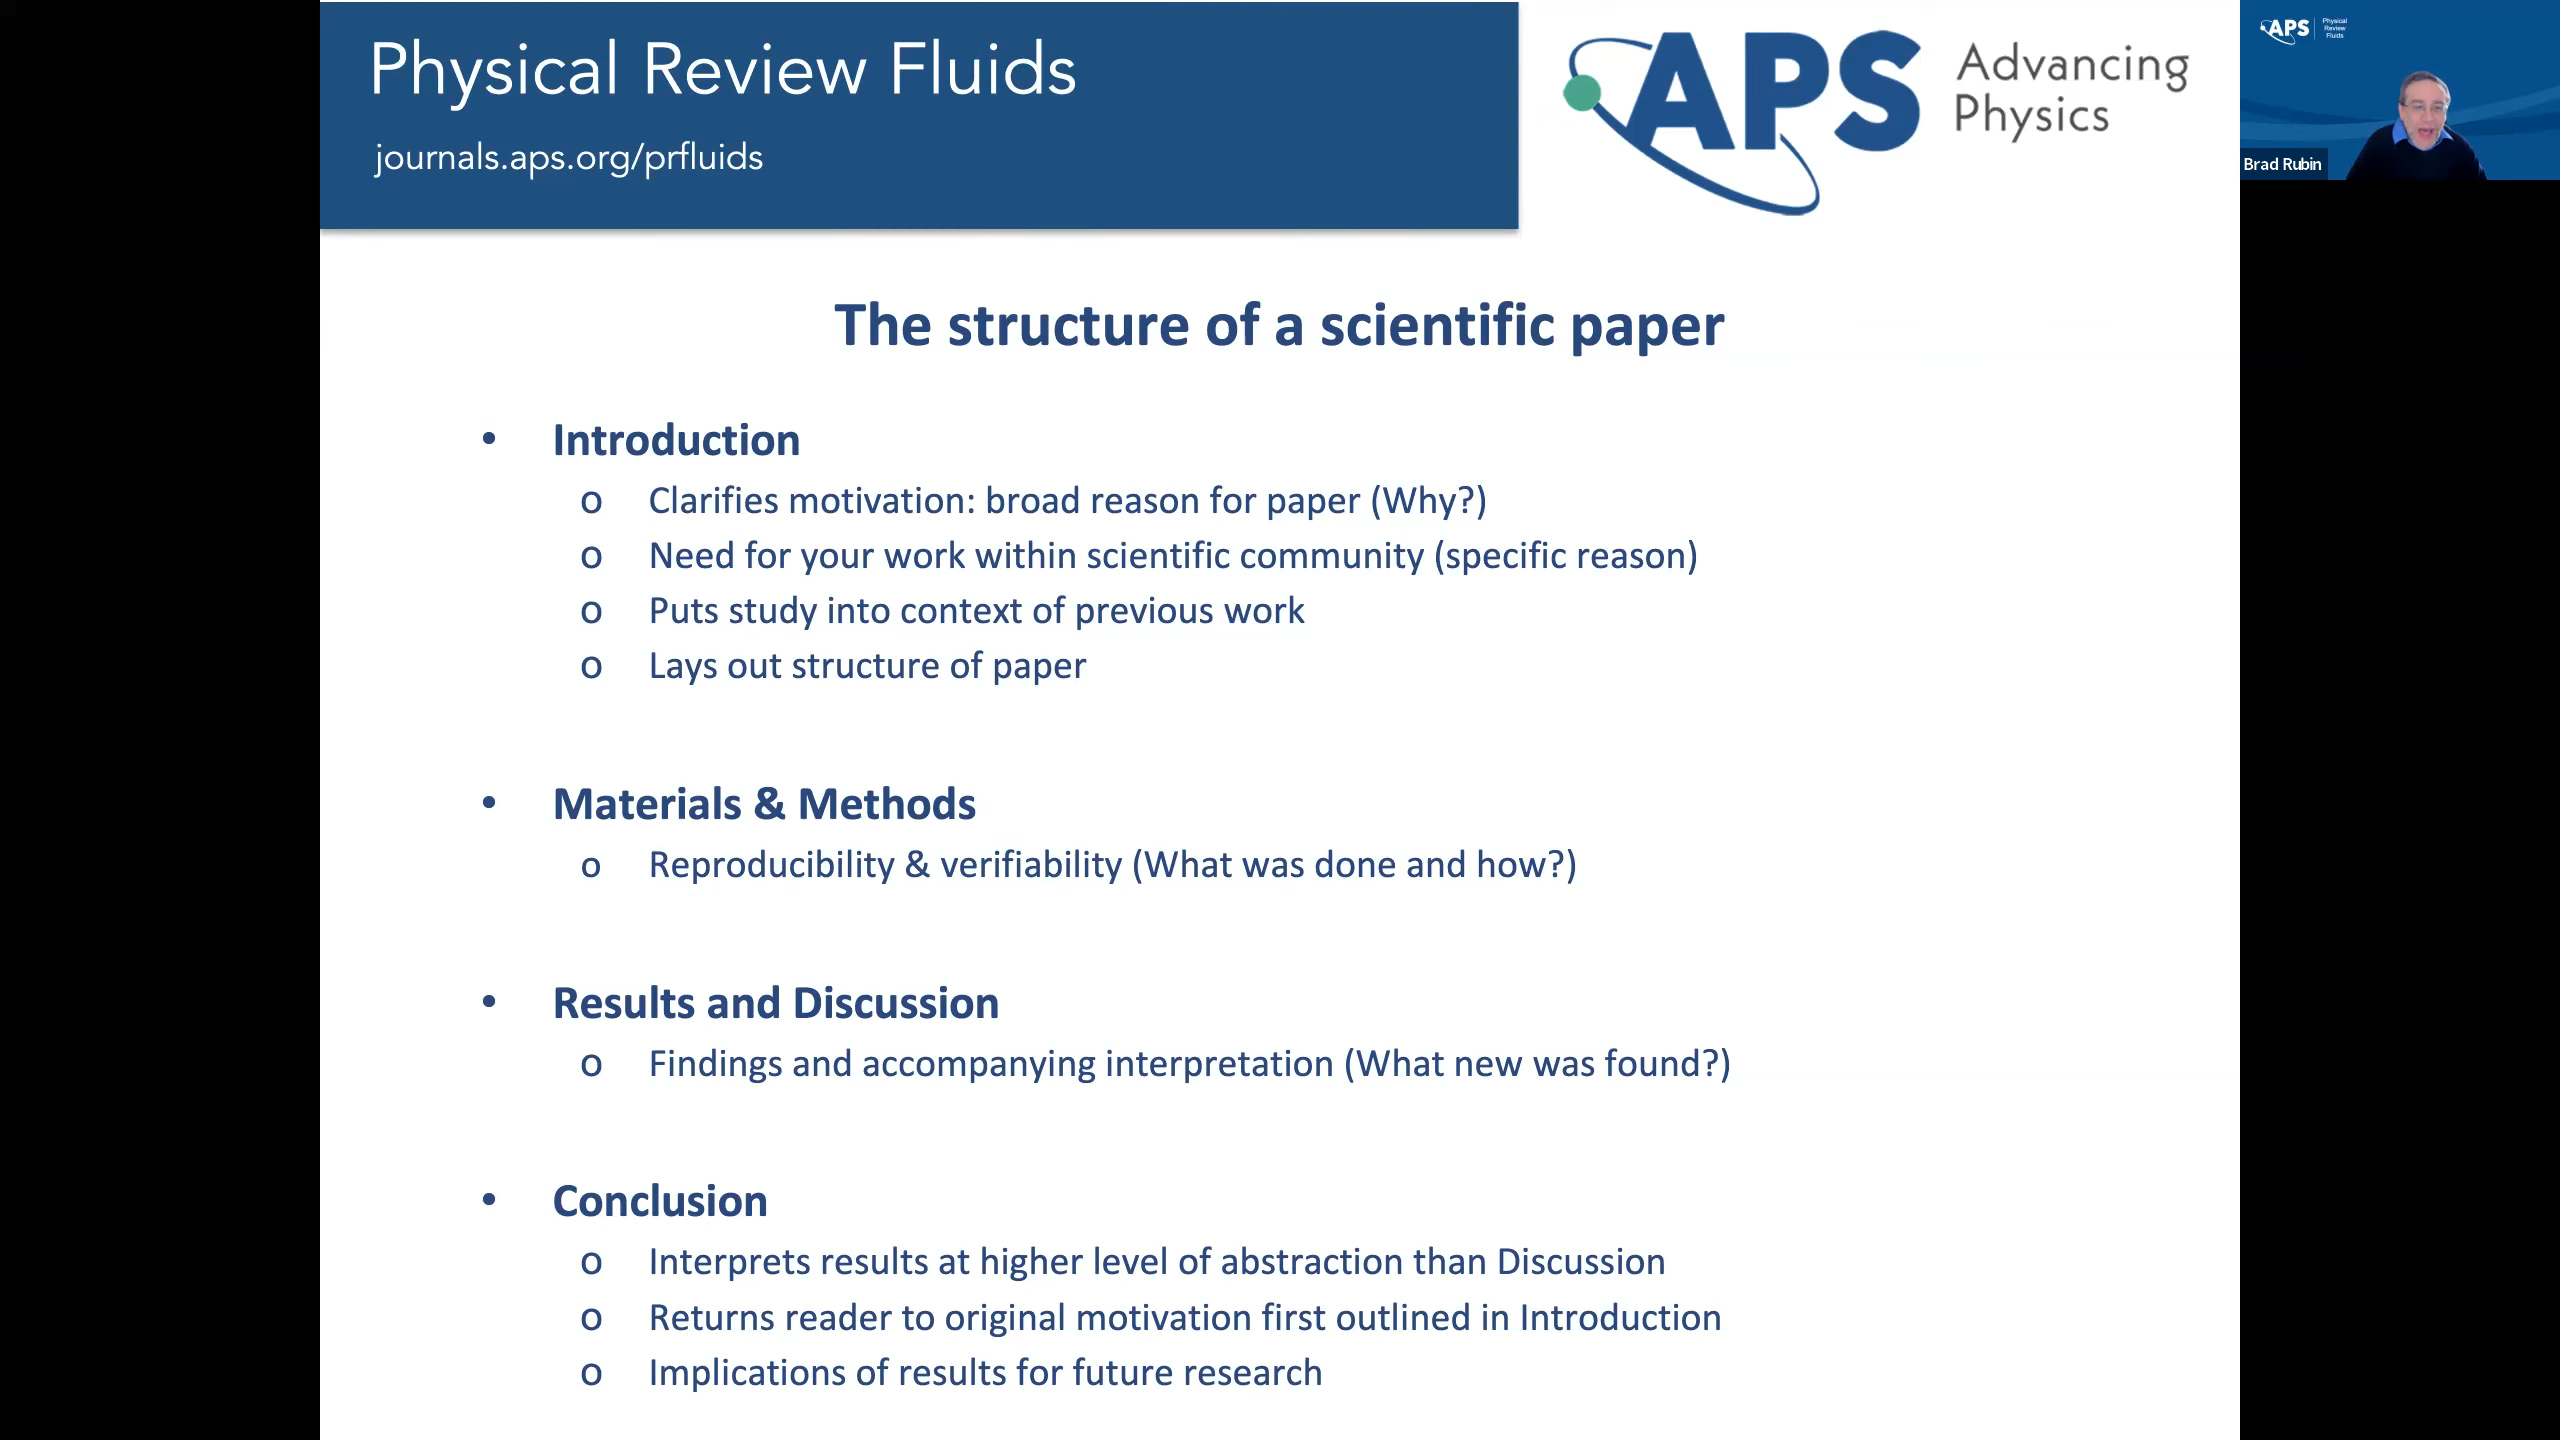 Physical Review Fluids
journals.aps.org/prfluids
APS
Advancing
Physics
APS
Physical
Review
Fluids
Brad Rubin
The structure of a scientific paper
• Introduction
o Clarifies motivation: broad reason for paper (Why?)
o Need for your work within scientific community (specific reason)
o Puts study into context of previous work
o Lays out structure of paper
• Materials & Methods
o Reproducibility & verifiability (What was done and how?)
• Results and Discussion
o Findings and accompanying interpretation (What new was found?)
• Conclusion
o Interprets results at higher level of abstraction than Discussion
o Returns reader to original motivation first outlined in Introduction
o Implications of results for future research